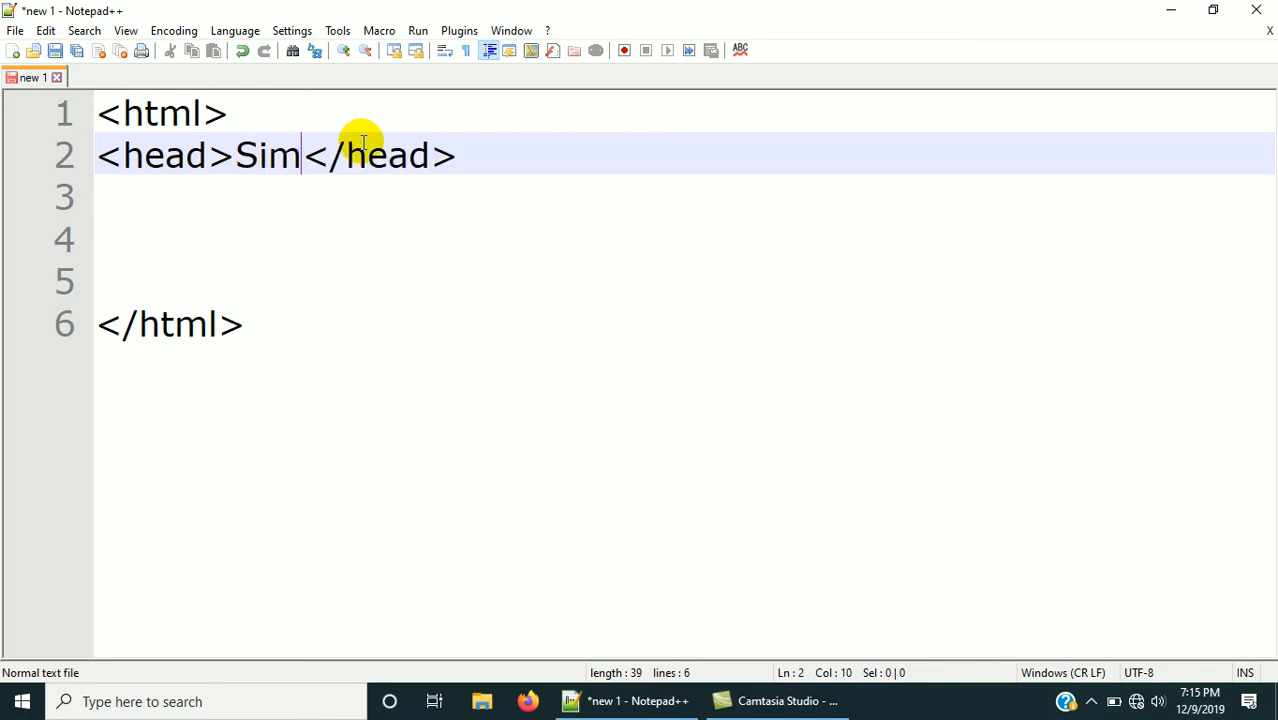 *new 1 - Notepad++
File Edit Search View Encoding Language Settings Tools Macro Run Plugins Window ? X
ABC
new 1
1 <html>
2 <head>Sim</head>
3
4
5
6 </html>
Normal text file length : 39 lines : 6 Ln : 2 Col : 10 Sel : 0 | 0 Windows (CR LF) UTF-8 INS
Type here to search *new 1 - Notepad++ Camtasia Studio - ... 7:15 PM
12/9/2019